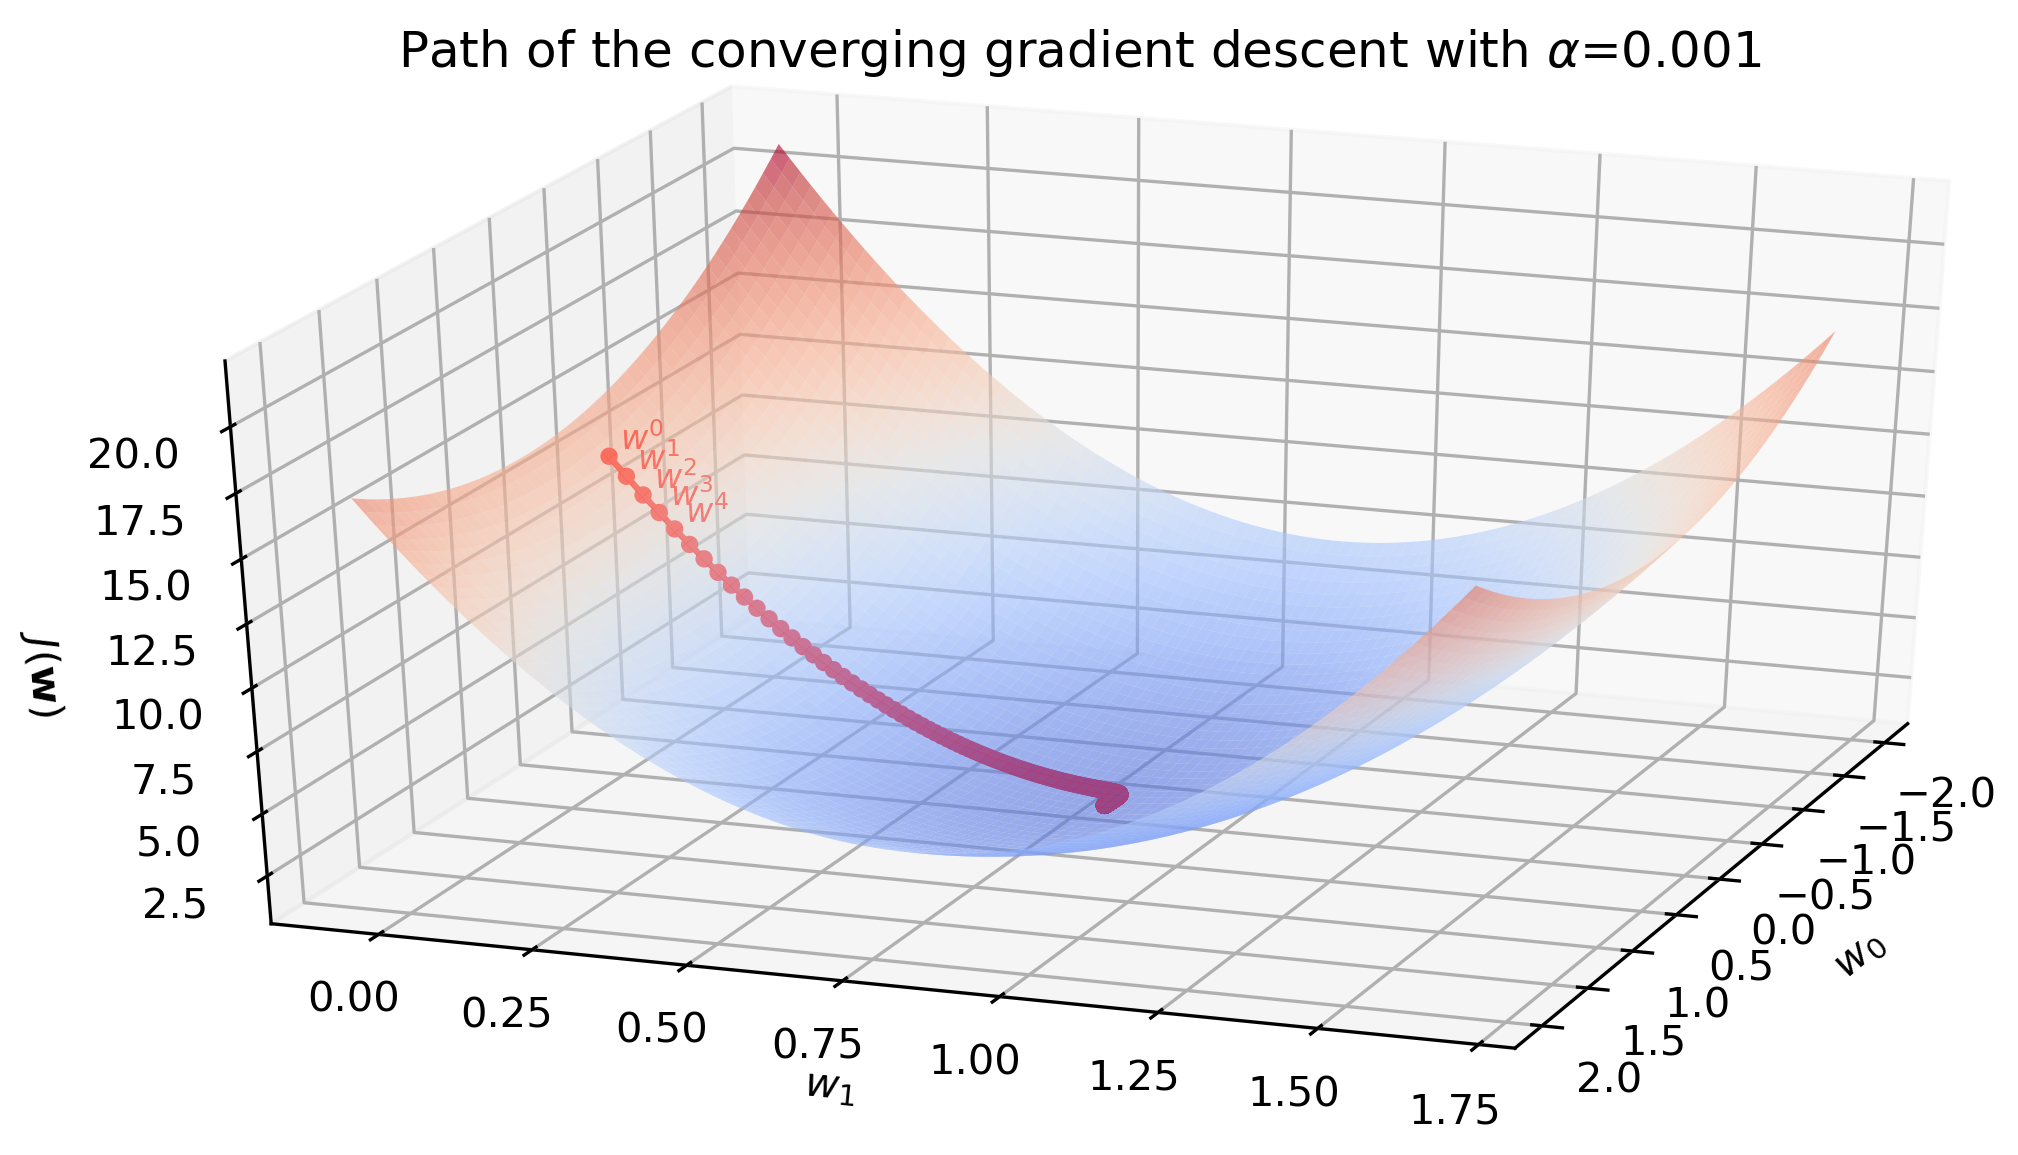 Path of the converging gradient descent with α=0.001
w⁰
w¹
w²
w³
w⁴
20.0
17.5
15.0
12.5
10.0
7.5
5.0
2.5
J(w)
0.00
0.25
0.50
0.75
1.00
1.25
1.50
1.75
w₁
−2.0
−1.5
−1.0
−0.5
0.0
0.5
1.0
1.5
2.0
w₀